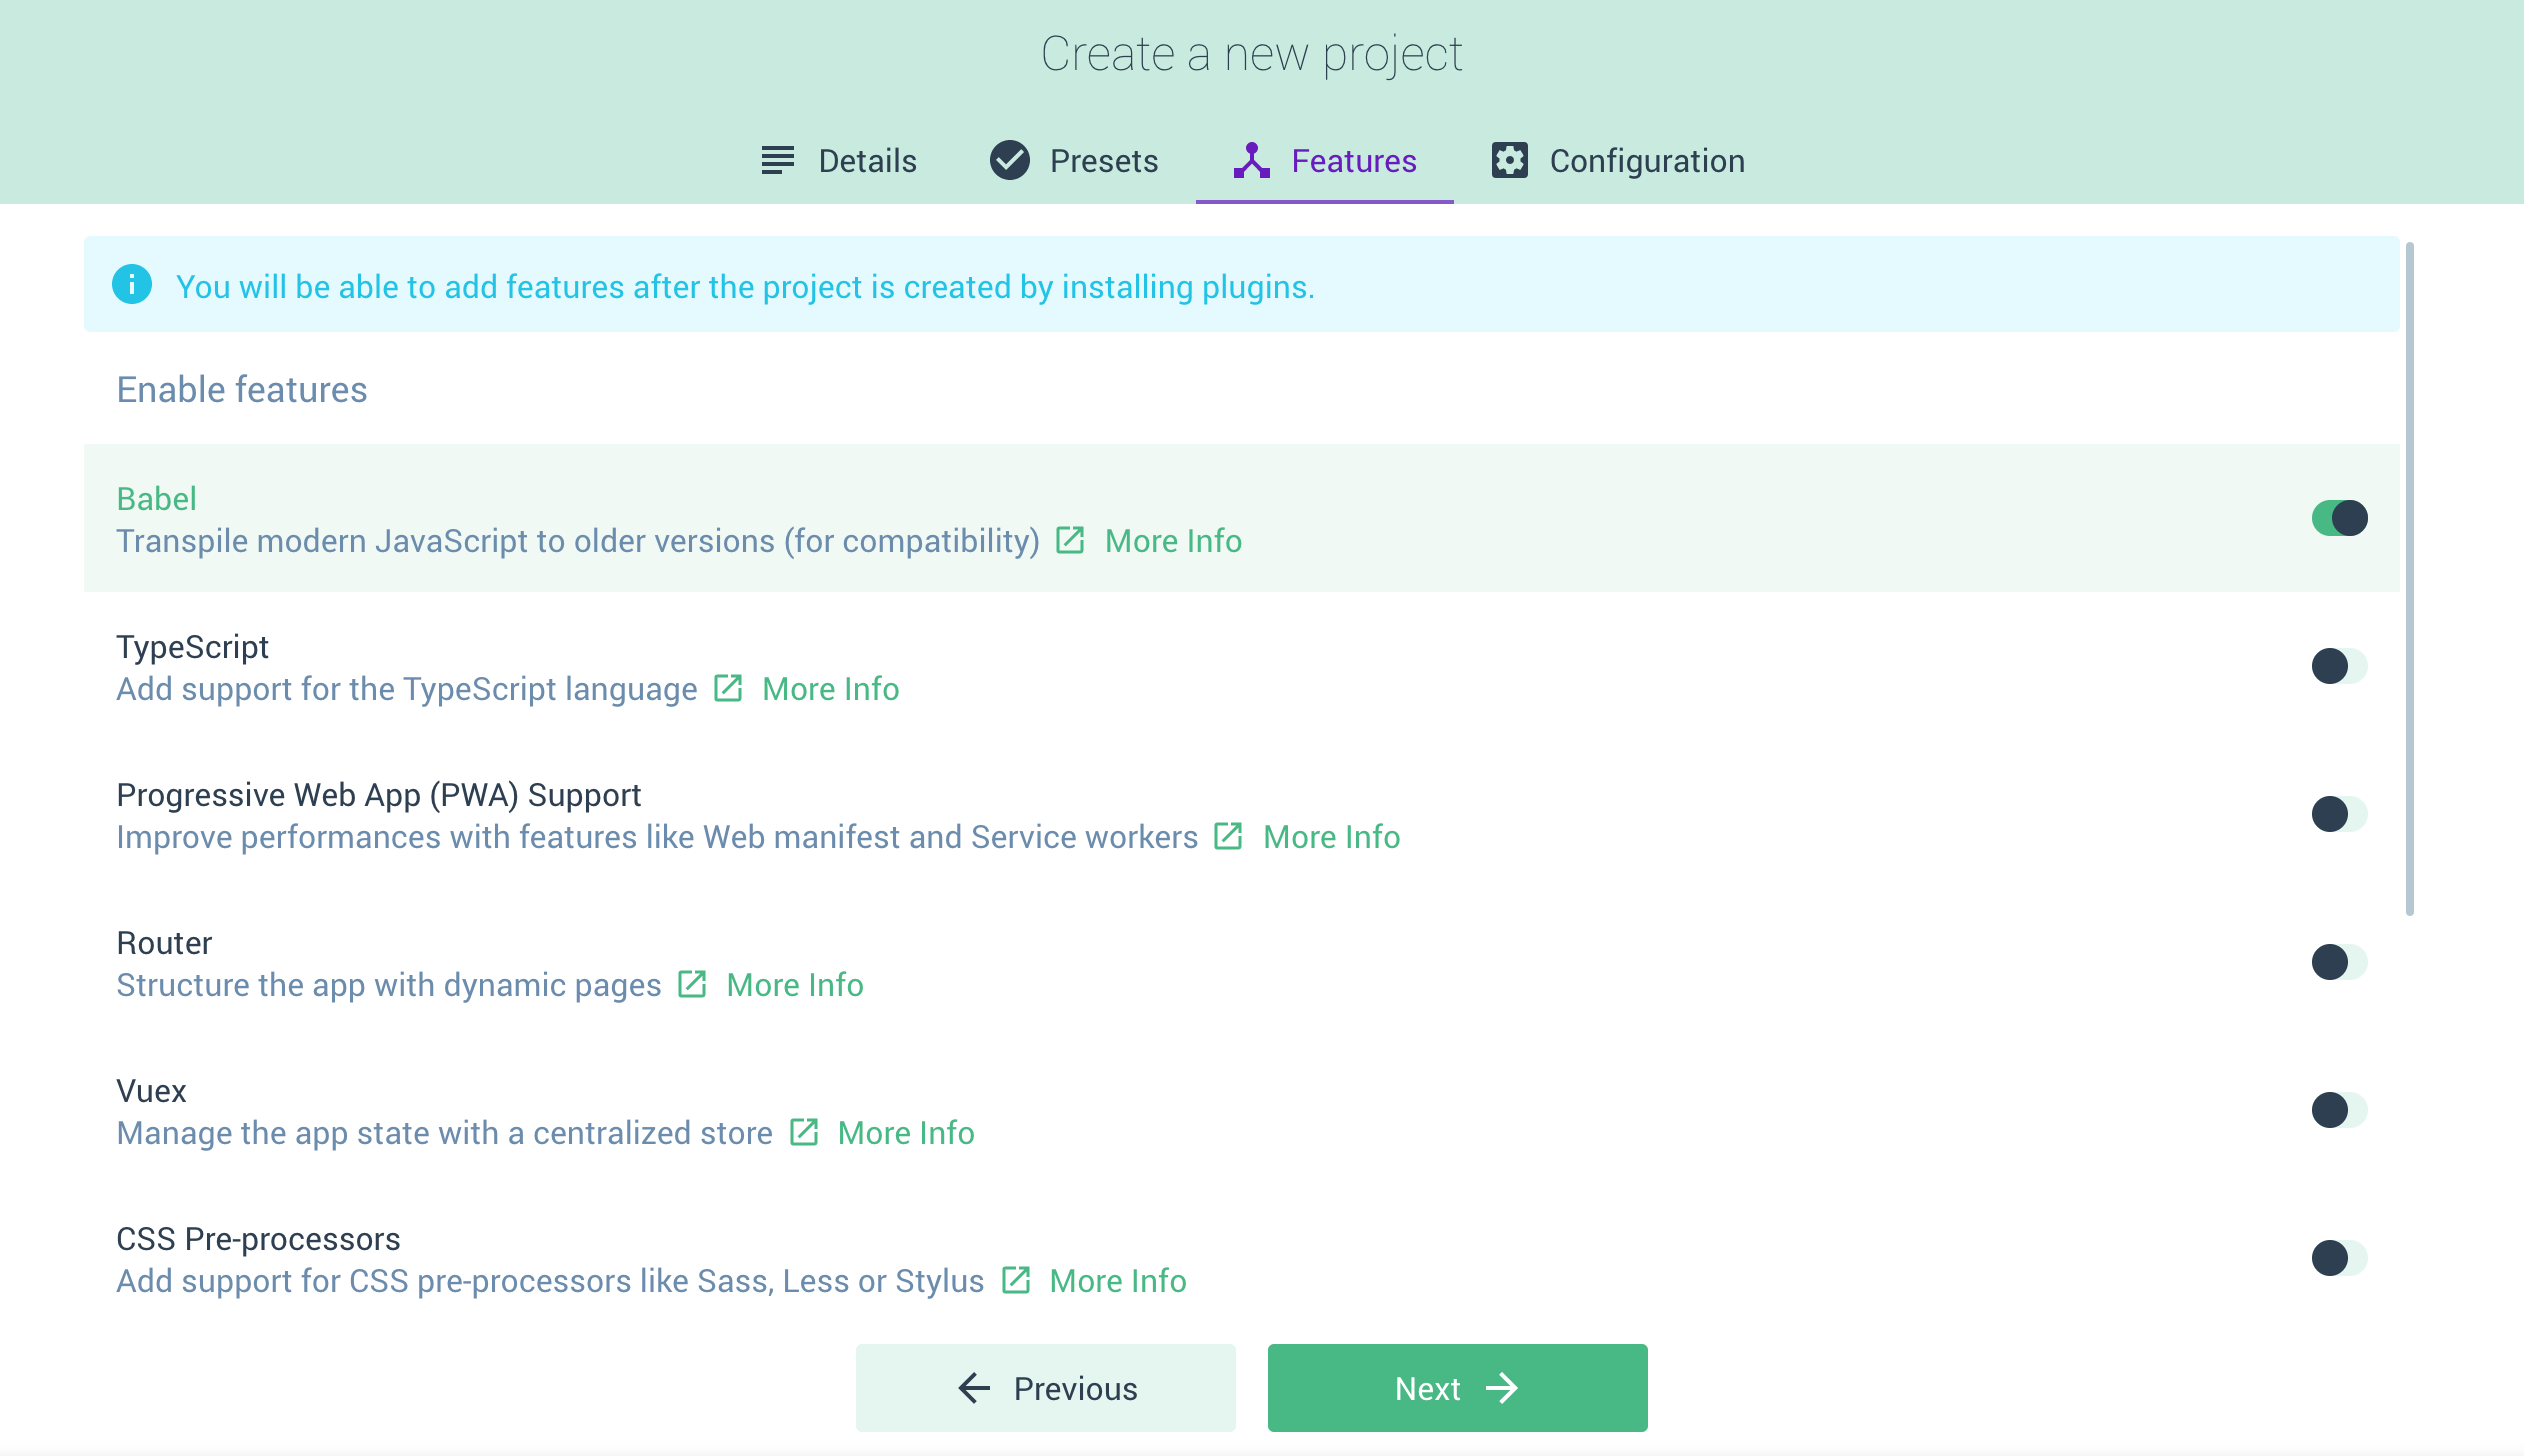 Create a new project
Details
Presets
Features
Configuration
You will be able to add features after the project is created by installing plugins.
Enable features
Babel
Transpile modern JavaScript to older versions (for compatibility) More Info
TypeScript
Add support for the TypeScript language More Info
Progressive Web App (PWA) Support
Improve performances with features like Web manifest and Service workers More Info
Router
Structure the app with dynamic pages More Info
Vuex
Manage the app state with a centralized store More Info
CSS Pre-processors
Add support for CSS pre-processors like Sass, Less or Stylus More Info
Previous
Next